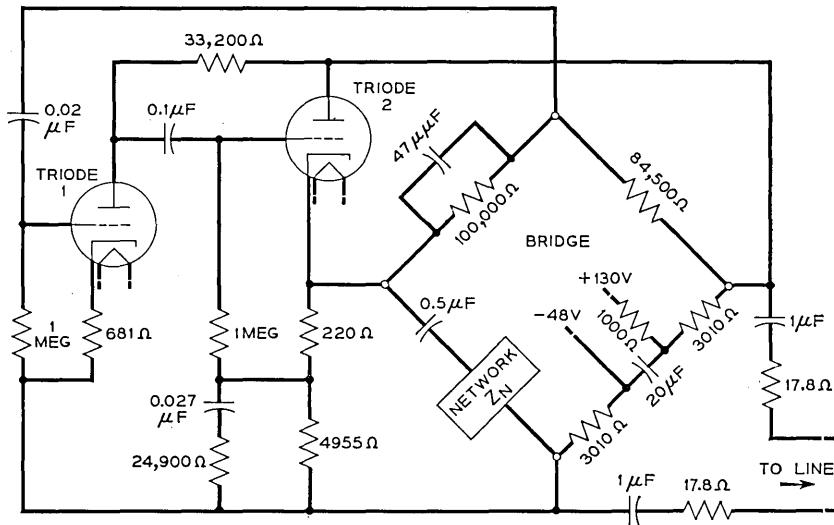 33,200Ω
TRIODE
2
0.02
μF
0.1μF
47μμF
TRIODE
1
100,000Ω
84,500Ω
BRIDGE
+130V
-48V
0.5μF
1000Ω
3010Ω
1μF
1
MEG
681Ω
1MEG
220Ω
20μF
17.8Ω
NETWORK
ZN
0.027
μF
24,900Ω
4955Ω
3010Ω
TO LINE
1μF
17.8Ω